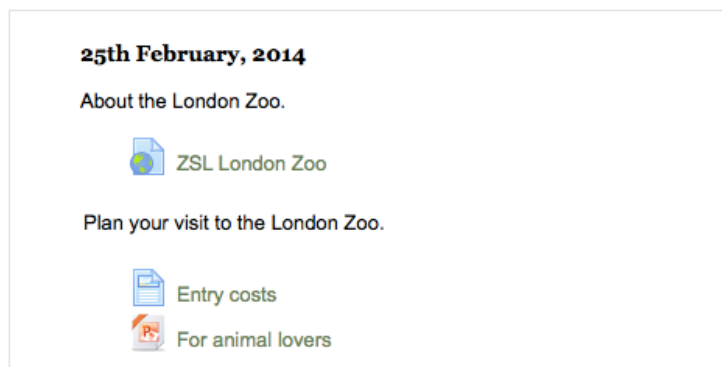 25th February, 2014
About the London Zoo.
ZSL London Zoo
Plan your visit to the London Zoo.
Entry costs
For animal lovers